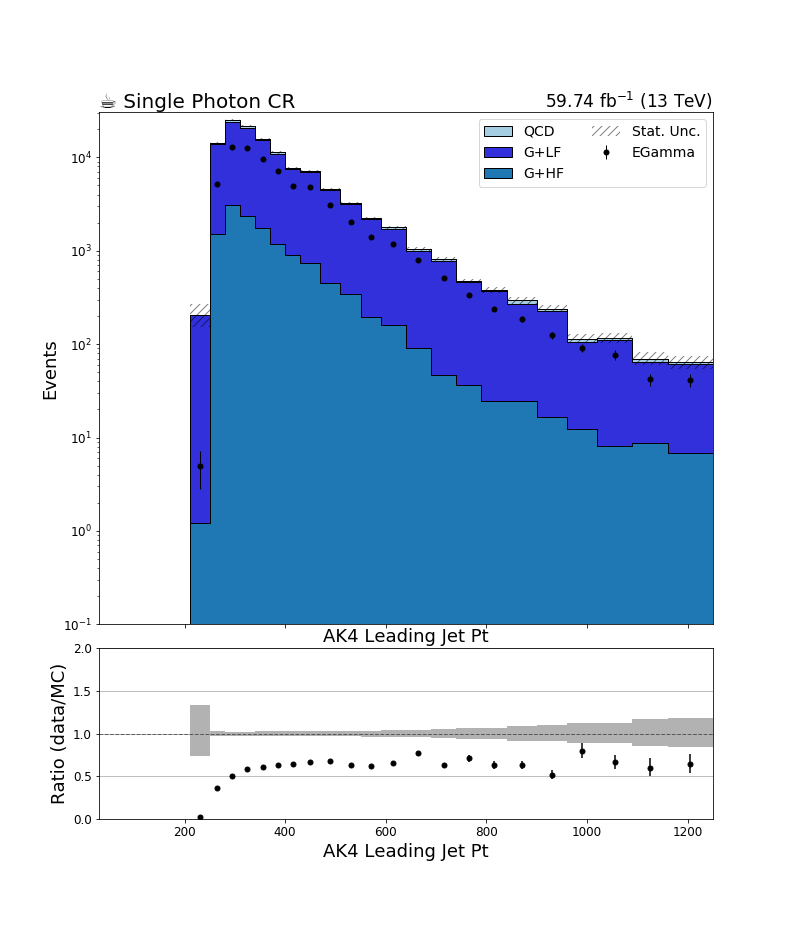 ☕ Single Photon CR 59.74 fb⁻¹ (13 TeV)
QCD Stat. Unc.
G+LF EGamma
G+HF
Events
10⁴
10³
10²
10¹
10⁰
10⁻¹
AK4 Leading Jet Pt
Ratio (data/MC)
2.0
1.5
1.0
0.5
0.0
200 400 600 800 1000 1200
AK4 Leading Jet Pt